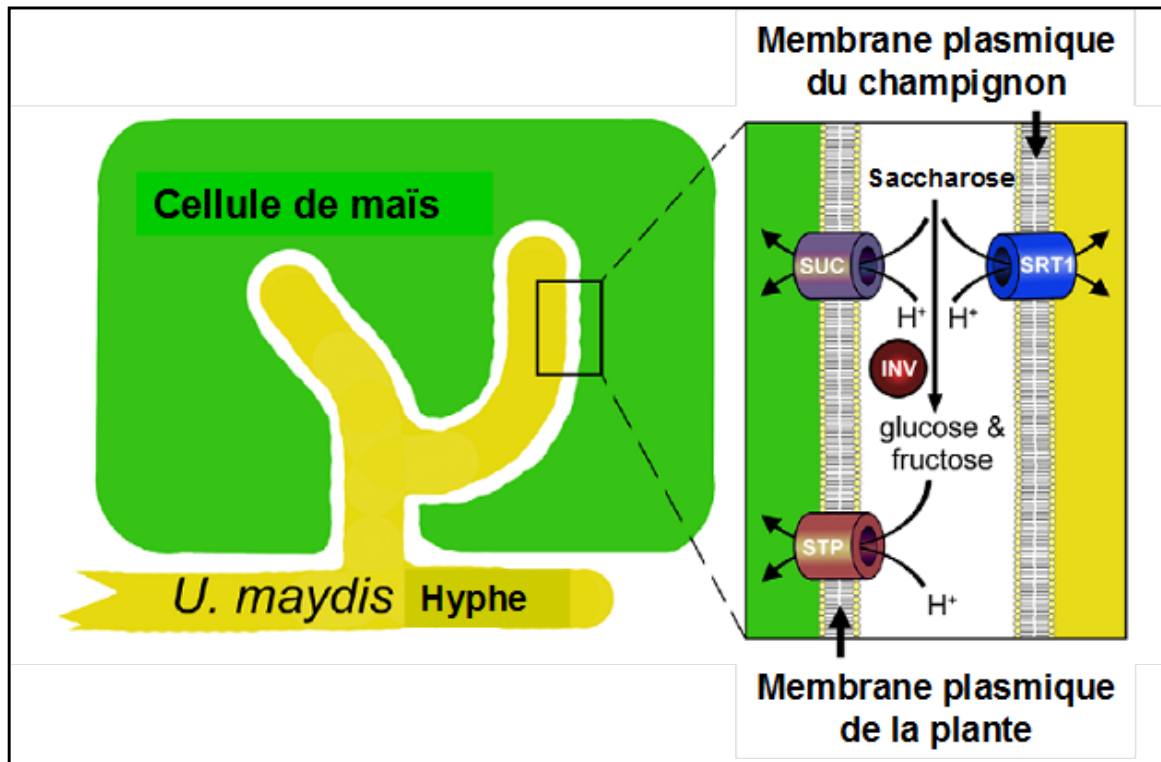 Membrane plasmique
du champignon
Cellule de maïs
Saccharose
SUC
SRT1
H⁺ H⁺
INV
glucose &
fructose
STP
H⁺
U. maydis Hyphe
Membrane plasmique
de la plante